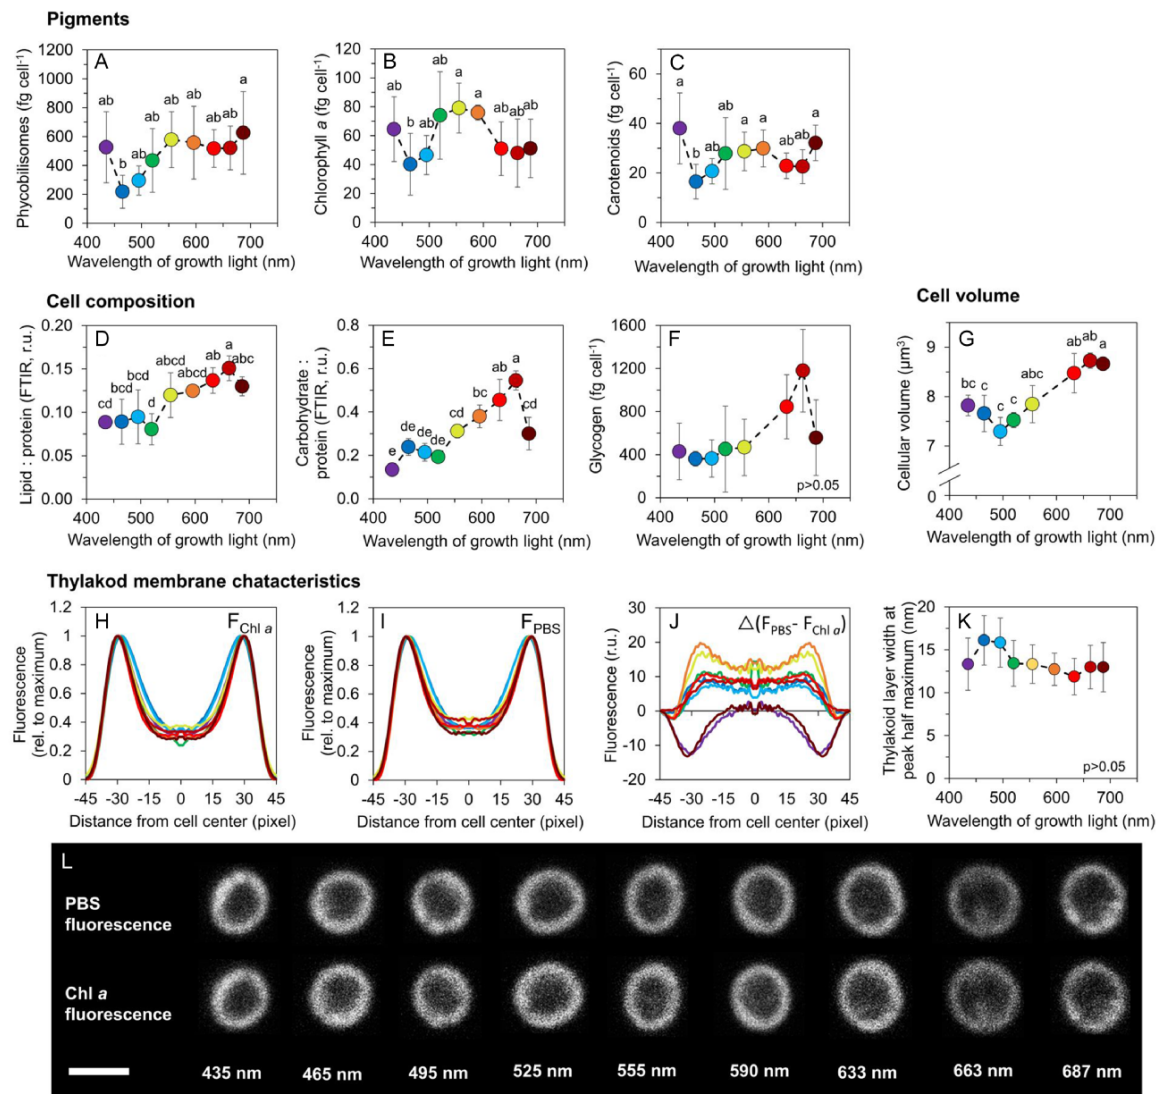 Pigments
A
Phycobilisomes (fg cell-1)
1200
1000
800
600
400
200
0
ab
b
ab
ab
ab
ab
ab
ab
a
400 500 600 700
Wavelength of growth light (nm)
B
Chlorophyll a (fg cell-1)
120
100
80
60
40
20
0
ab
b
ab
ab
a
a
ab
ab
ab
400 500 600 700
Wavelength of growth light (nm)
C
Carotenoids (fg cell-1)
60
40
20
0
a
b
ab
ab
a
a
ab
ab
a
400 500 600 700
Wavelength of growth light (nm)
Cell composition
D
Lipid : protein (FTIR, r.u.)
0.20
0.15
0.10
0.05
0.00
cd
bcd
bcd
d
abcd
abcd
ab
a
abc
400 500 600 700
Wavelength of growth light (nm)
E
Carbohydrate :
protein (FTIR, r.u.)
0.8
0.6
0.4
0.2
0.0
e
de
de
de
cd
bc
ab
a
cd
400 500 600 700
Wavelength of growth light (nm)
F
Glycogen (fg cell-1)
1600
1200
800
400
0
p>0.05
400 500 600 700
Wavelength of growth light (nm)
Cell volume
G
Cellular volume (µm3)
9
8
7
0
bc
c
c
c
abc
ab
ab
a
400 500 600 700
Wavelength of growth light (nm)
Thylakod membrane chatacteristics
H
FChl a
Fluorescence
(rel. to maximum)
1.2
1
0.8
0.6
0.4
0.2
0
-45 -30 -15 0 15 30 45
Distance from cell center (pixel)
I
FPBS
Fluorescence
(rel. to maximum)
1.2
1
0.8
0.6
0.4
0.2
0
-45 -30 -15 0 15 30 45
Distance from cell center (pixel)
J
△(FPBS- FChl a)
Fluorescence (r.u.)
30
20
10
0
-10
-20
-45 -30 -15 0 15 30 45
Distance from cell center (pixel)
K
Thylakoid layer width at
peak half maximum (nm)
20
15
10
5
0
p>0.05
400 500 600 700
Wavelength of growth light (nm)
L
PBS
fluorescence
Chl a
fluorescence
435 nm 465 nm 495 nm 525 nm 555 nm 590 nm 633 nm 663 nm 687 nm